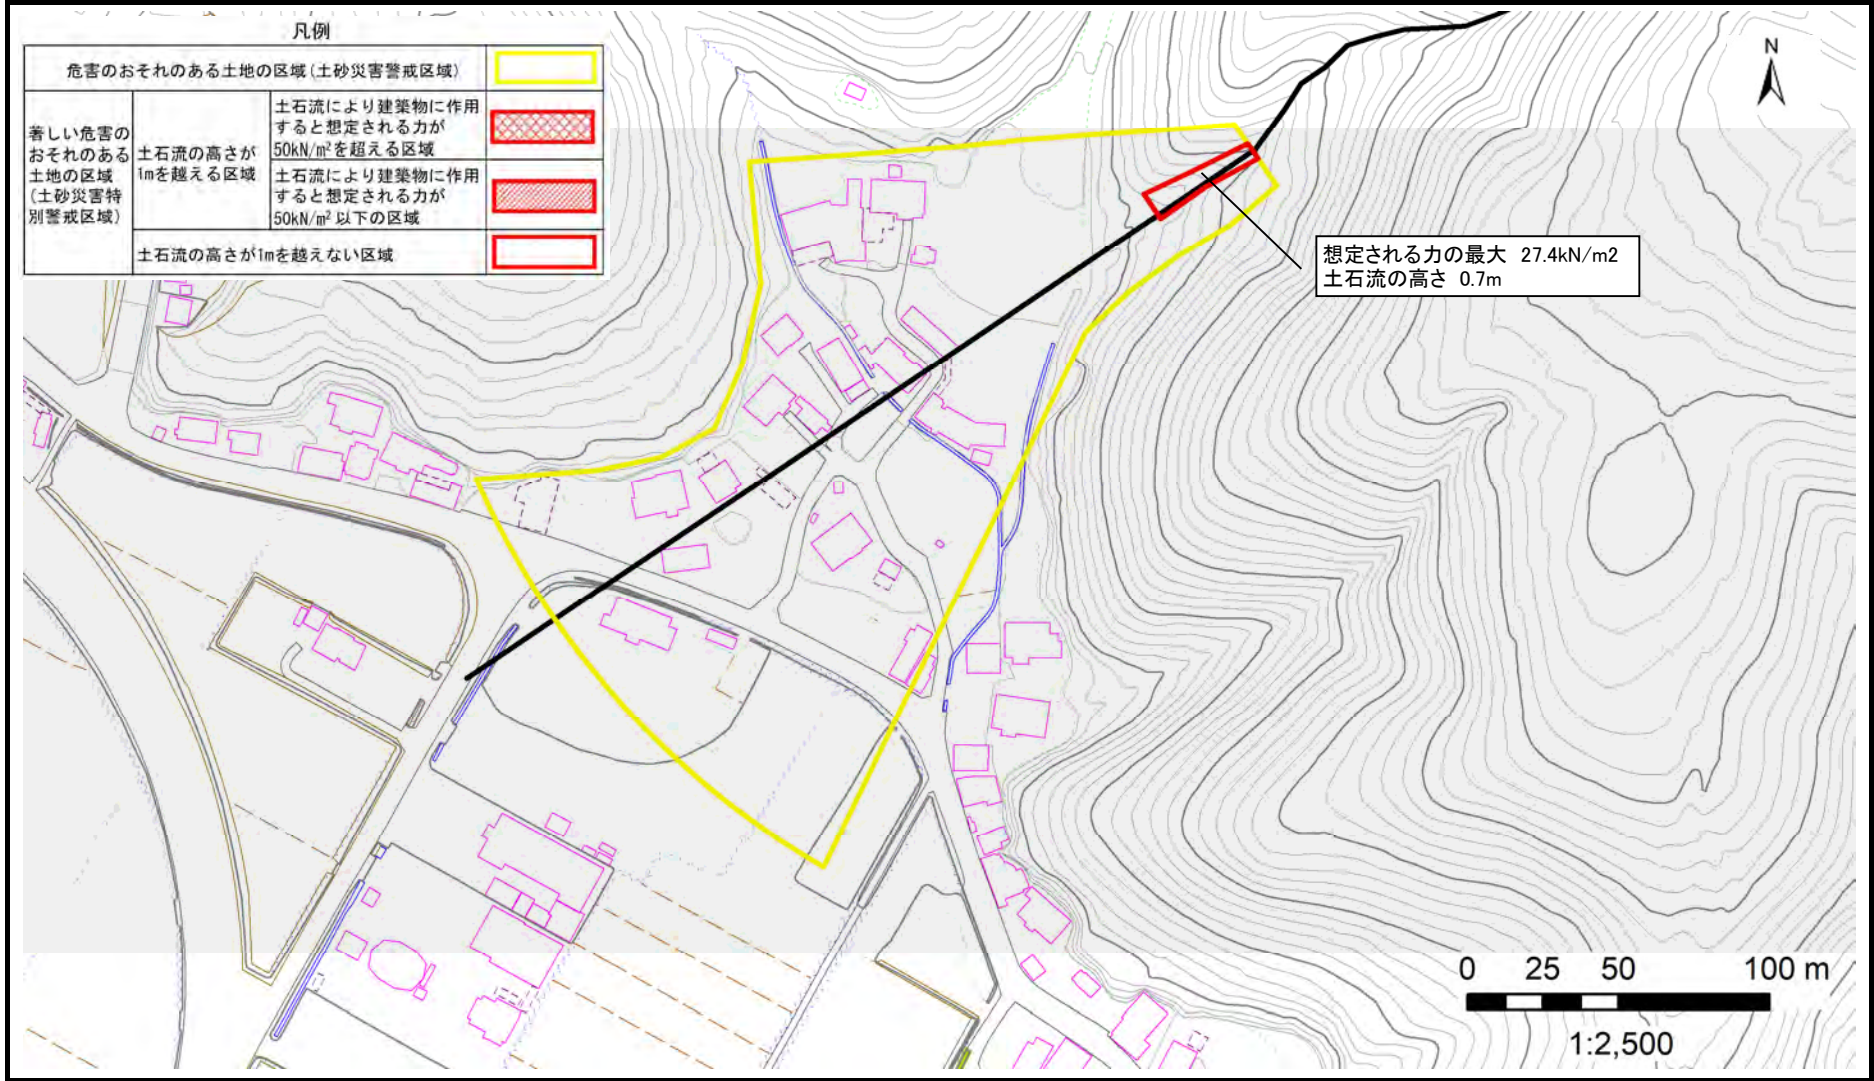 凡例
危害のおそれのある土地の区域(土砂災害警戒区域)
著しい危害の
おそれのある
土地の区域
(土砂災害特
別警戒区域)
土石流の高さが
1mを越える区域
土石流により建築物に作用
すると想定される力が
50kN/m²を超える区域
土石流により建築物に作用
すると想定される力が
50kN/m²以下の区域
土石流の高さが1mを越えない区域
N
想定される力の最大 27.4kN/m2
土石流の高さ 0.7m
0 25 50 100 m
1:2,500